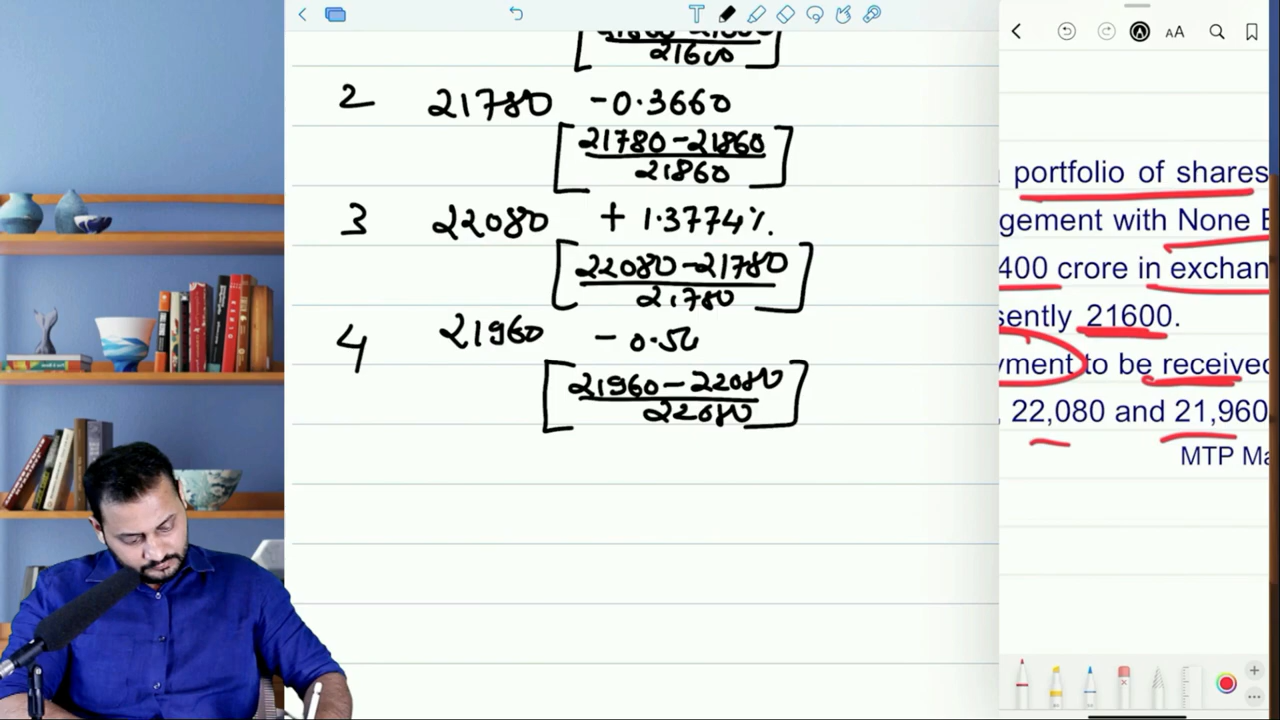 21600
2 21780 -0.3660
[21780-21860
21860]
3 22080 + 1.3774%.
[22080-21780
21780]
4 21960 - 0.54
[21960-22080
22080]
AA
portfolio of shares
gement with None
400 crore in exchan
sently 21600.
yment to be received
, 22,080 and 21,960
MTP Ma